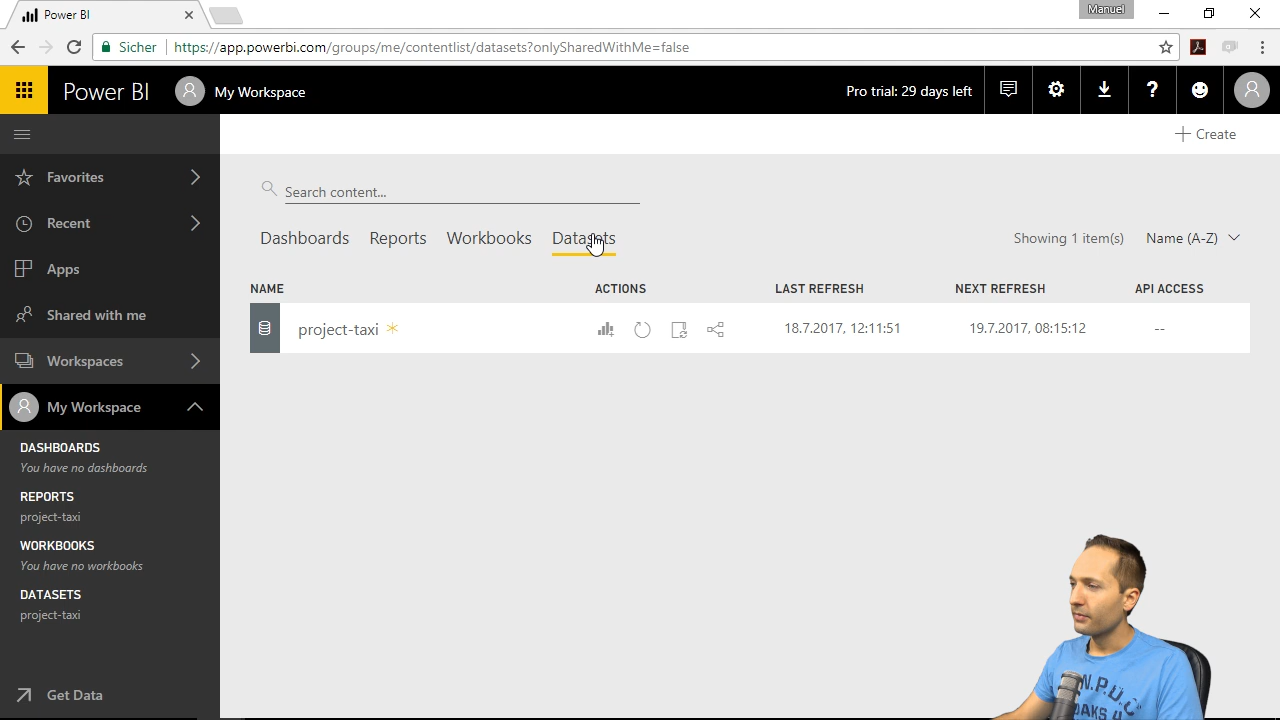 Power BI
Manuel
Sicher https://app.powerbi.com/groups/me/contentlist/datasets?onlySharedWithMe=false
Power BI My Workspace Pro trial: 29 days left
Create
Favorites
Recent
Apps
Shared with me
Workspaces
My Workspace
DASHBOARDS
You have no dashboards
REPORTS
project-taxi
WORKBOOKS
You have no workbooks
DATASETS
project-taxi
Get Data
Search content...
Dashboards Reports Workbooks Datasets Showing 1 item(s) Name (A-Z)
NAME ACTIONS LAST REFRESH NEXT REFRESH API ACCESS
project-taxi 18.7.2017, 12:11:51 19.7.2017, 08:15:12 --